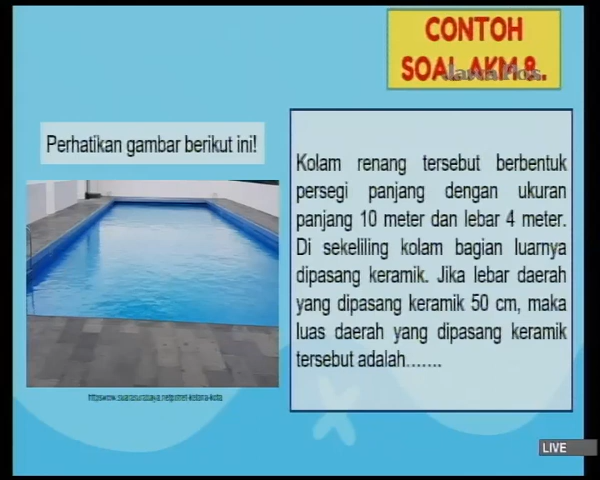 CONTOH
SOAL AKM 8.
Jawa Pos
Perhatikan gambar berikut ini!
Kolam renang tersebut berbentuk
persegi panjang dengan ukuran
panjang 10 meter dan lebar 4 meter.
Di sekeliling kolam bagian luarnya
dipasang keramik. Jika lebar daerah
yang dipasang keramik 50 cm, maka
luas daerah yang dipasang keramik
tersebut adalah.......
LIVE